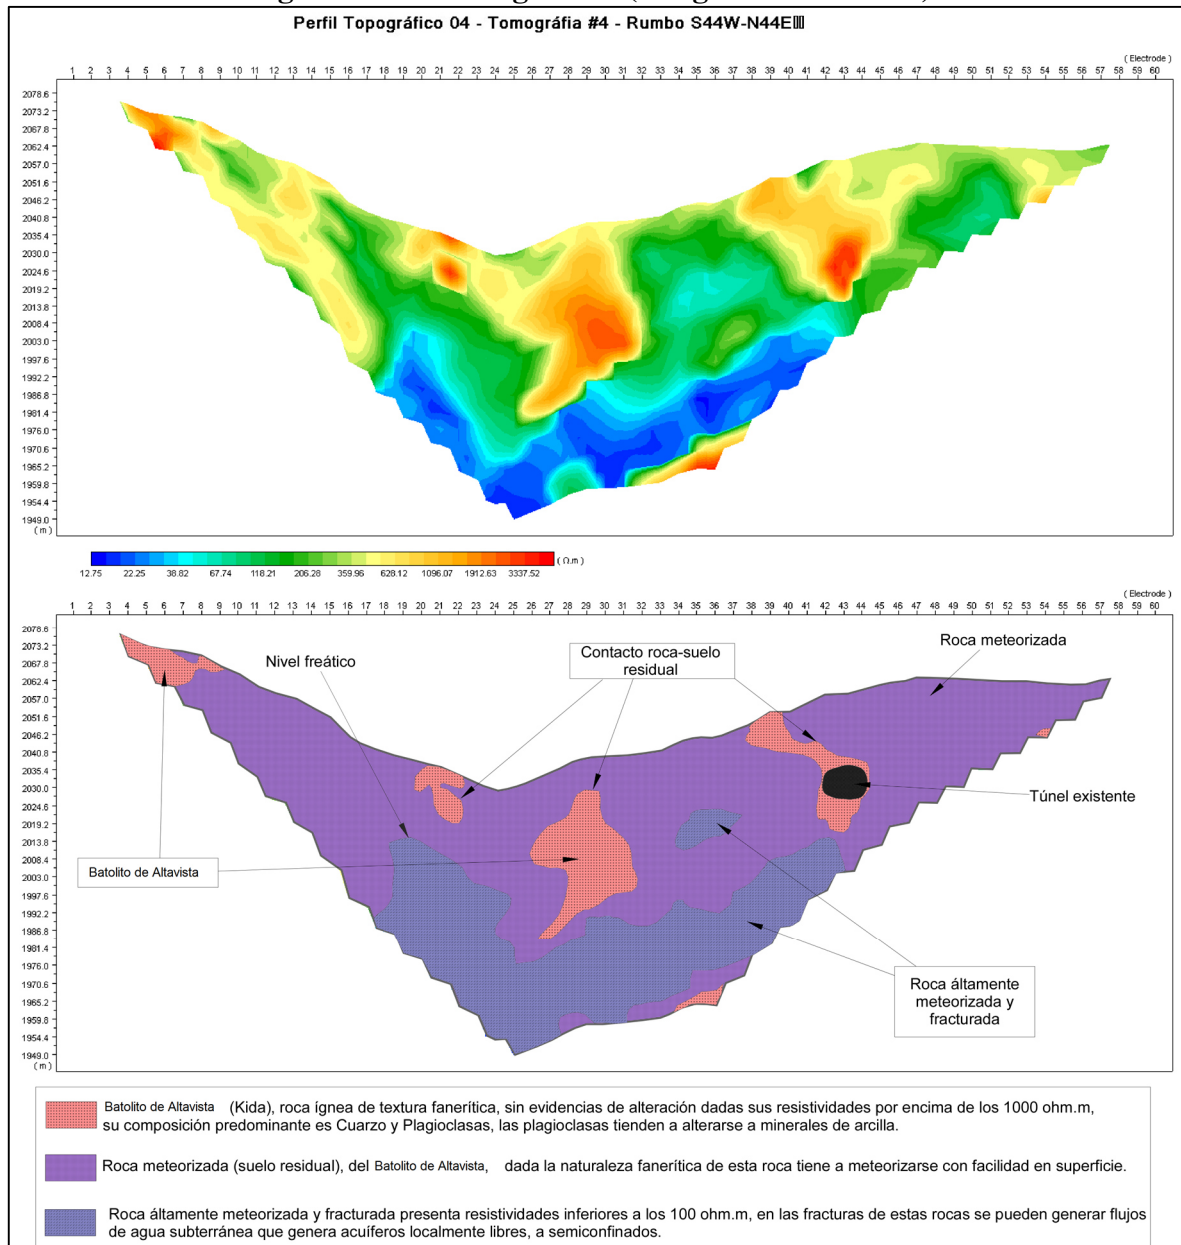 Perfil Topográfico 04 - Tomográfia #4 - Rumbo S44W-N44E
( Electrode )
1 2 3 4 5 6 7 8 9 10 11 12 13 14 15 16 17 18 19 20 21 22 23 24 25 26 27 28 29 30 31 32 33 34 35 36 37 38 39 40 41 42 43 44 45 46 47 48 49 50 51 52 53 54 55 56 57 58 59 60
2078.6
2073.2
2067.8
2062.4
2057.0
2051.6
2046.2
2040.8
2035.4
2030.0
2024.6
2019.2
2013.8
2008.4
2003.0
1997.6
1992.2
1986.8
1981.4
1976.0
1970.6
1965.2
1959.8
1954.4
1949.0
( m )
( Ω.m )
12.75 22.25 38.82 67.74 118.21 206.28 359.96 628.12 1096.07 1912.63 3337.52
( Electrode )
1 2 3 4 5 6 7 8 9 10 11 12 13 14 15 16 17 18 19 20 21 22 23 24 25 26 27 28 29 30 31 32 33 34 35 36 37 38 39 40 41 42 43 44 45 46 47 48 49 50 51 52 53 54 55 56 57 58 59 60
2078.6
2073.2
2067.8
2062.4
2057.0
2051.6
2046.2
2040.8
2035.4
2030.0
2024.6
2019.2
2013.8
2008.4
2003.0
1997.6
1992.2
1986.8
1981.4
1976.0
1970.6
1965.2
1959.8
1954.4
1949.0
( m )
Nivel freático
Contacto roca-suelo
residual
Roca meteorizada
Túnel existente
Batolito de Altavista
Roca áltamente
meteorizada y
fracturada
Batolito de Altavista (Kida), roca ígnea de textura fanerítica, sin evidencias de alteración dadas sus resistividades por encima de los 1000 ohm.m,
su composición predominante es Cuarzo y Plagioclasas, las plagioclasas tienden a alterarse a minerales de arcilla.
Roca meteorizada (suelo residual), del Batolito de Altavista, dada la naturaleza fanerítica de esta roca tiene a meteorizarse con facilidad en superficie.
Roca áltamente meteorizada y fracturada presenta resistividades inferiores a los 100 ohm.m, en las fracturas de estas rocas se pueden generar flujos
de agua subterránea que genera acuíferos localmente libres, a semiconfinados.